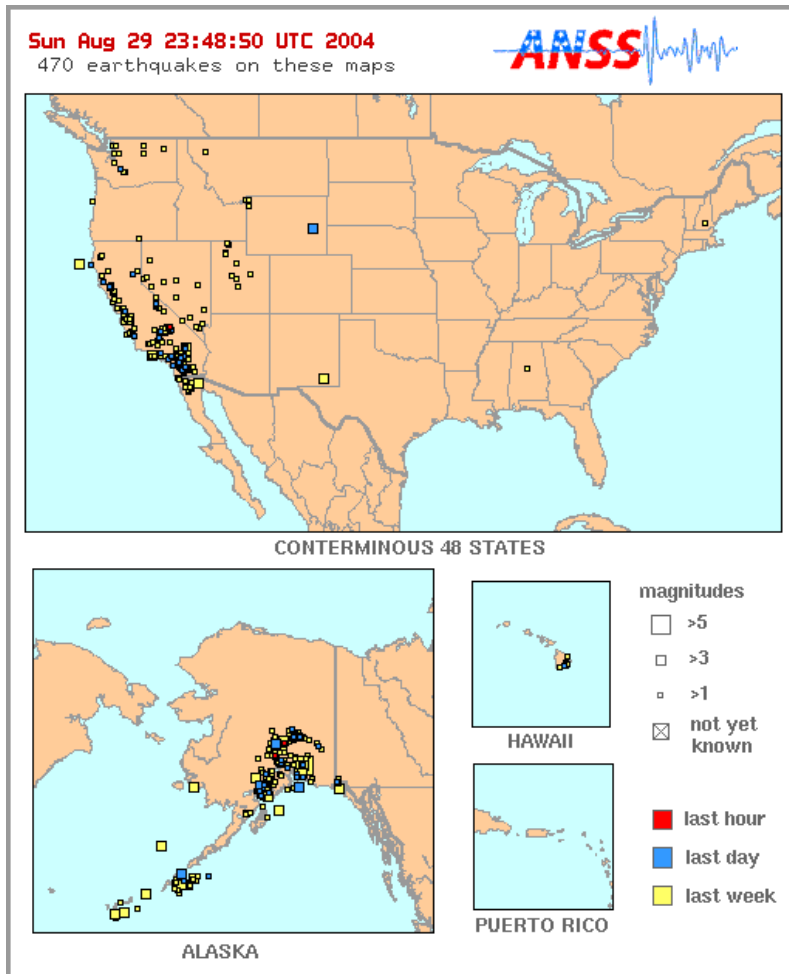 Sun Aug 29 23:48:50 UTC 2004
470 earthquakes on these maps
ANSS
CONTERMINOUS 48 STATES
magnitudes
>5
>3
>1
not yet
known
HAWAII
last hour
last day
last week
PUERTO RICO
ALASKA